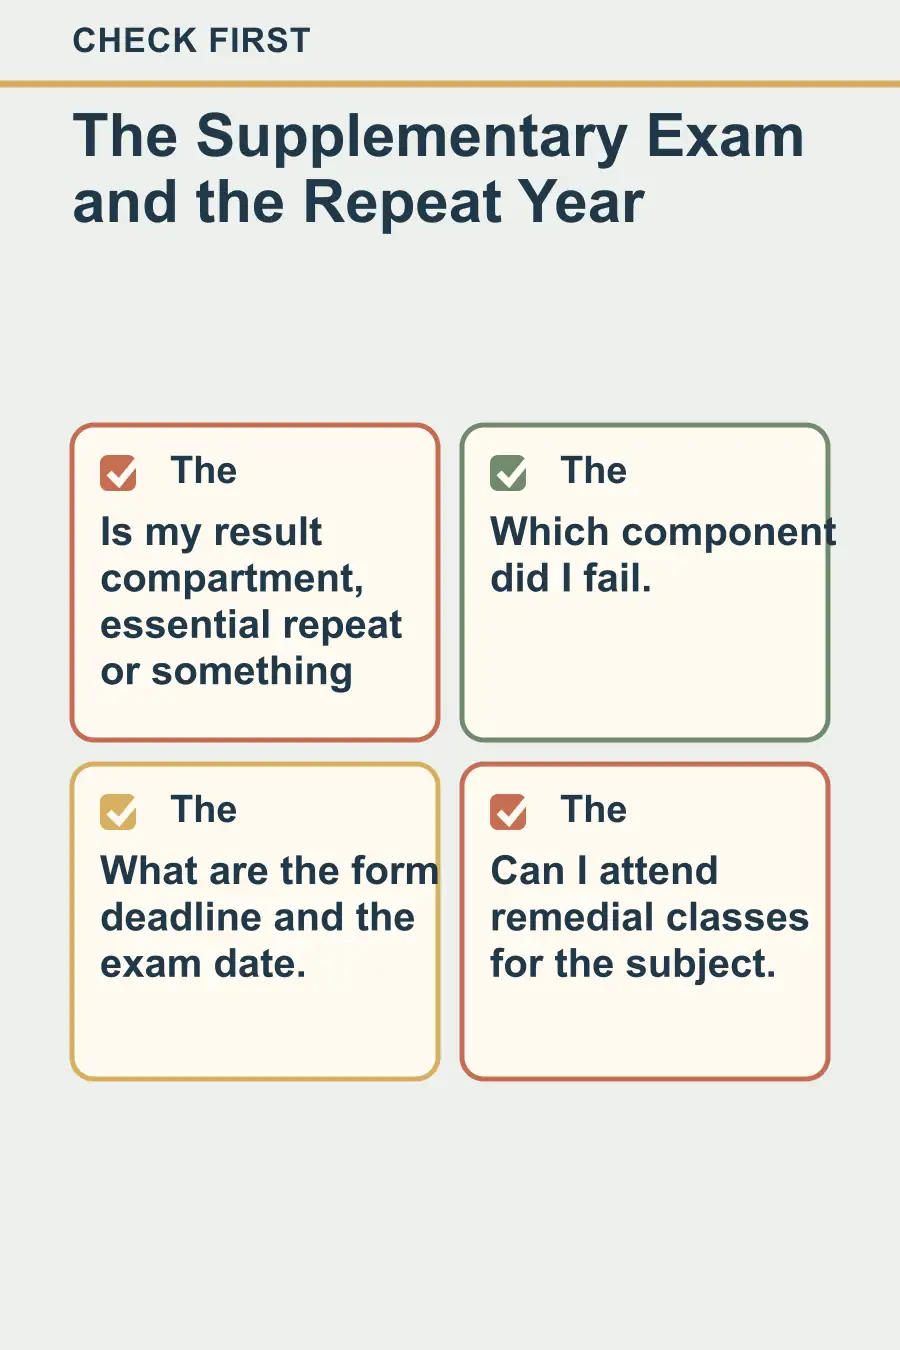 CHECK FIRST
The Supplementary Exam
and the Repeat Year
The
Is my result
compartment,
essential repeat
or something
The
Which component
did I fail.
The
What are the form
deadline and the
exam date.
The
Can I attend
remedial classes
for the subject.